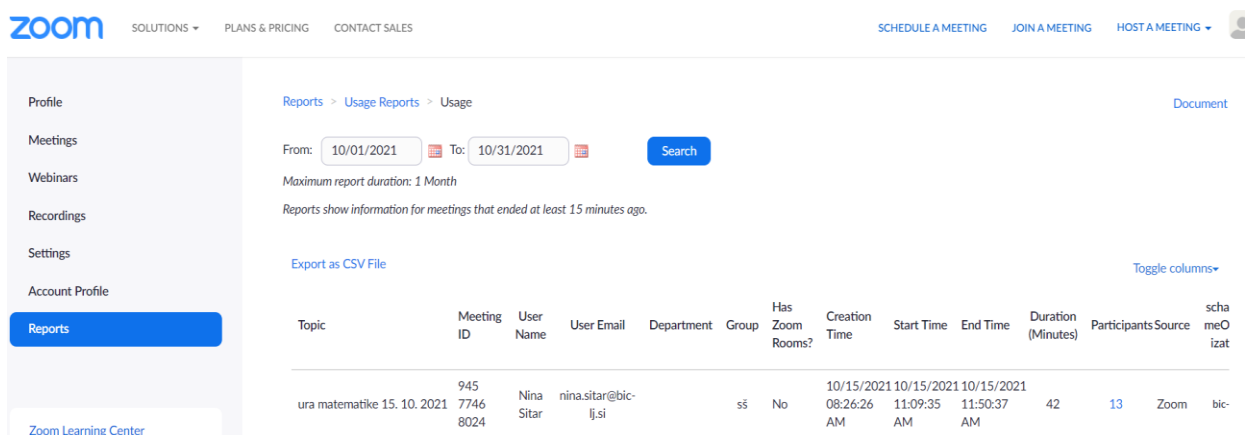 zoom SOLUTIONS PLANS & PRICING CONTACT SALES SCHEDULE A MEETING JOIN A MEETING HOST A MEETING
Profile
Meetings
Webinars
Recordings
Settings
Account Profile
Reports
Zoom Learning Center
Reports > Usage Reports > Usage
Document
From: 10/01/2021 To: 10/31/2021 Search
Maximum report duration: 1 Month
Reports show information for meetings that ended at least 15 minutes ago.
Export as CSV File
Toggle columns
Topic
Meeting
ID
User
Name
User Email
Department
Group
Has
Zoom
Rooms?
Creation
Time
Start Time
End Time
Duration
(Minutes)
Participants
Source
scha
meO
izat
ura matematike 15. 10. 2021
945
7746
8024
Nina
Sitar
nina.sitar@bic-
lj.si
sš
No
10/15/2021
08:26:26
AM
10/15/2021
11:09:35
AM
10/15/2021
11:50:37
AM
42
13
Zoom
bic-